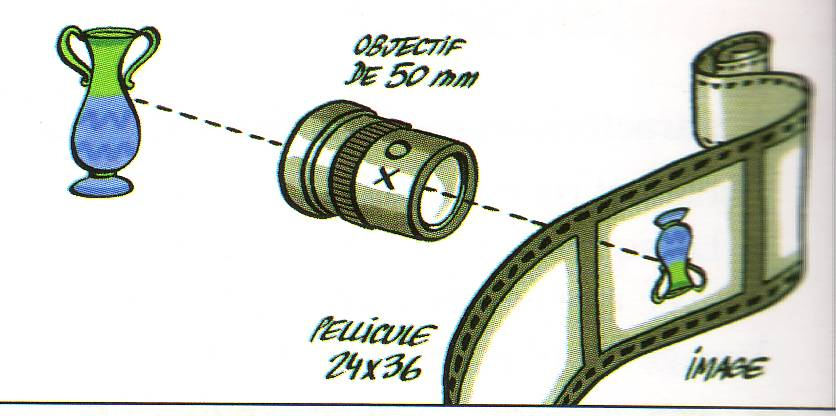 OBJECTIF
DE 50 mm
O
X
PELLICULE
24x36
iMAGE